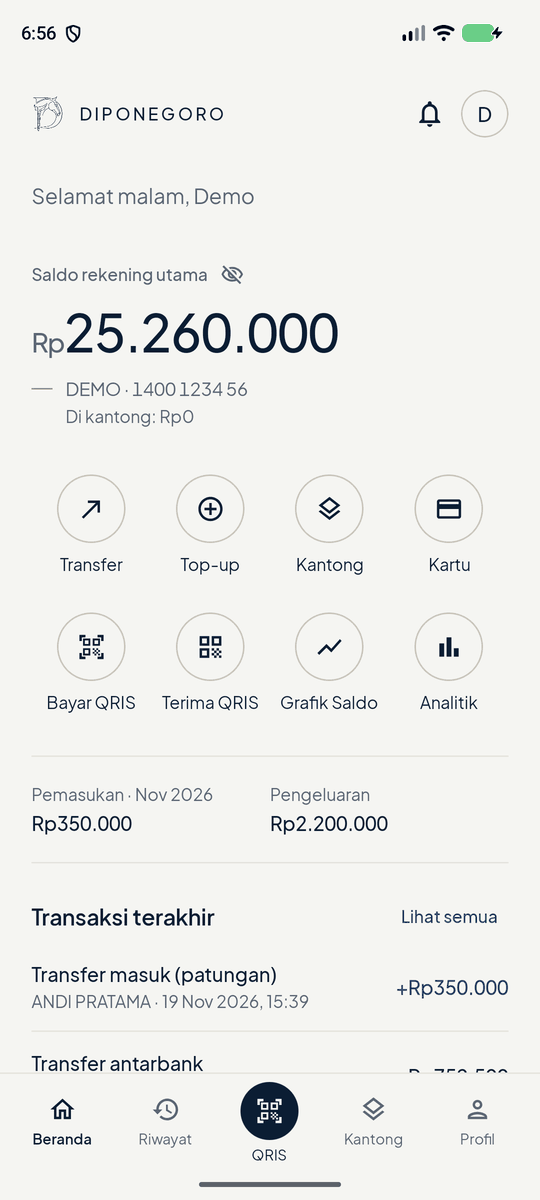 6:56
DIPONEGORO
D
Selamat malam, Demo
Saldo rekening utama
Rp25.260.000
DEMO · 1400 1234 56
Di kantong: Rp0
Transfer
Top-up
Kantong
Kartu
Bayar QRIS
Terima QRIS
Grafik Saldo
Analitik
Pemasukan · Nov 2026
Pengeluaran
Rp350.000
Rp2.200.000
Transaksi terakhir
Lihat semua
Transfer masuk (patungan)
+Rp350.000
ANDI PRATAMA · 19 Nov 2026, 15:39
Transfer antarbank
Beranda
Riwayat
QRIS
Kantong
Profil